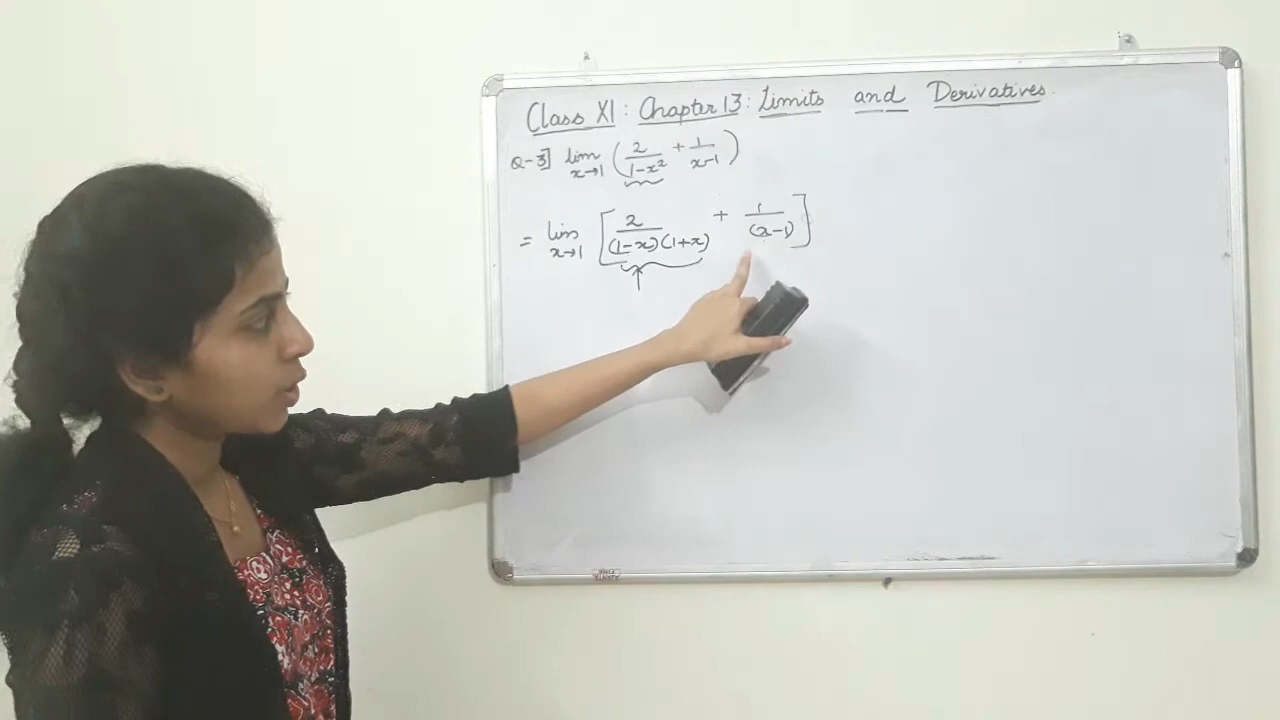 Class XI : Chapter 13 : Limits and Derivatives.
Q-3] lim x→1 (2/(1-x²) + 1/(x-1))
= lim x→1 [2/((1-x)(1+x)) + 1/(x-1)]